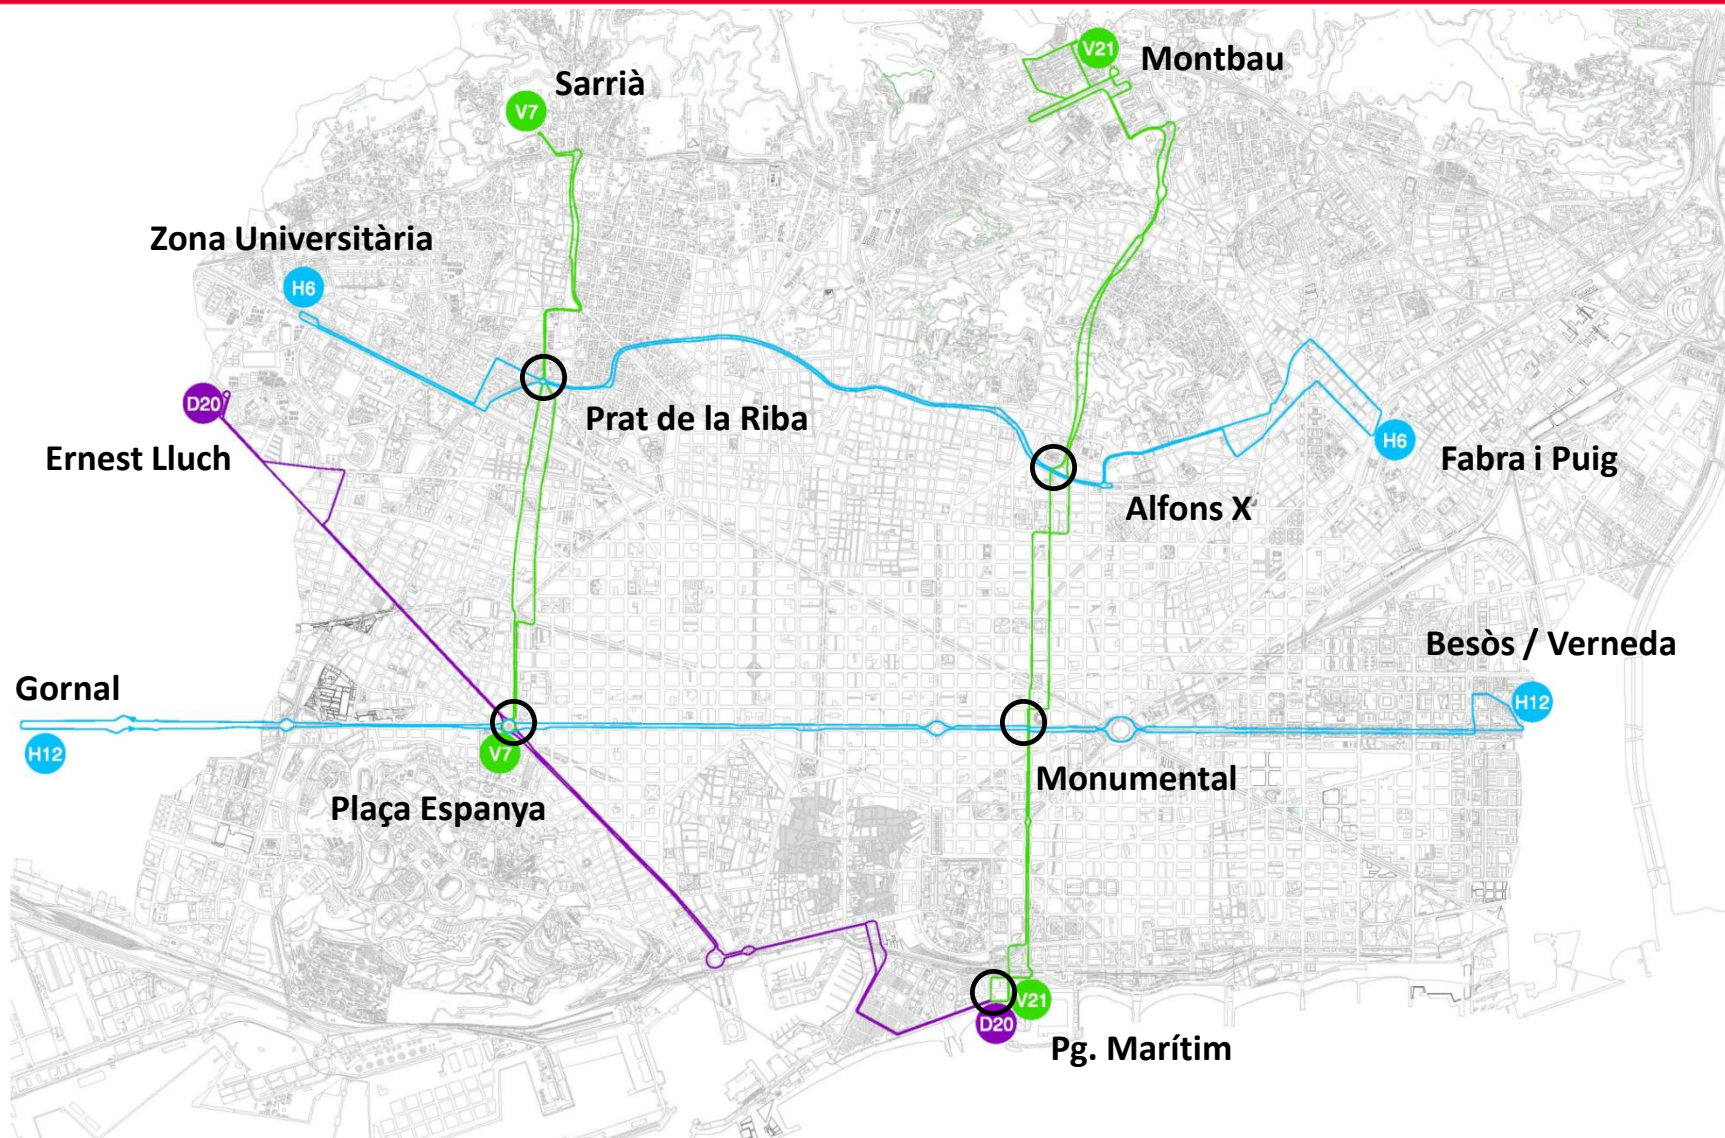 V21
Montbau
Sarrià
V7
Zona Universitària
H6
D20
Prat de la Riba
Ernest Lluch
H6
Fabra i Puig
Alfons X
Besòs / Verneda
Gornal
H12
H12
V7
Monumental
Plaça Espanya
V21
D20
Pg. Marítim